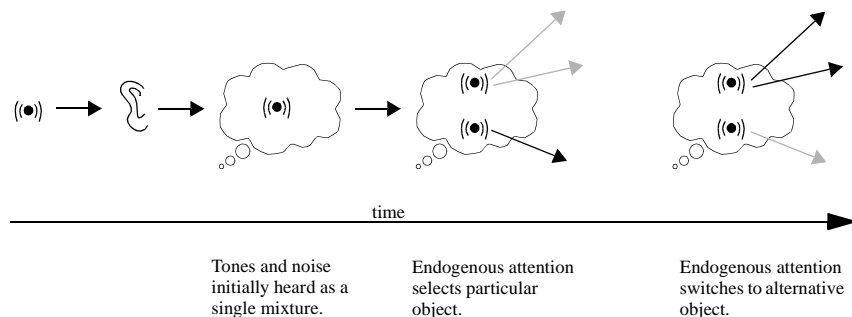 time
Tones and noise
initially heard as a
single mixture.
Endogenous attention
selects particular
object.
Endogenous attention
switches to alternative
object.